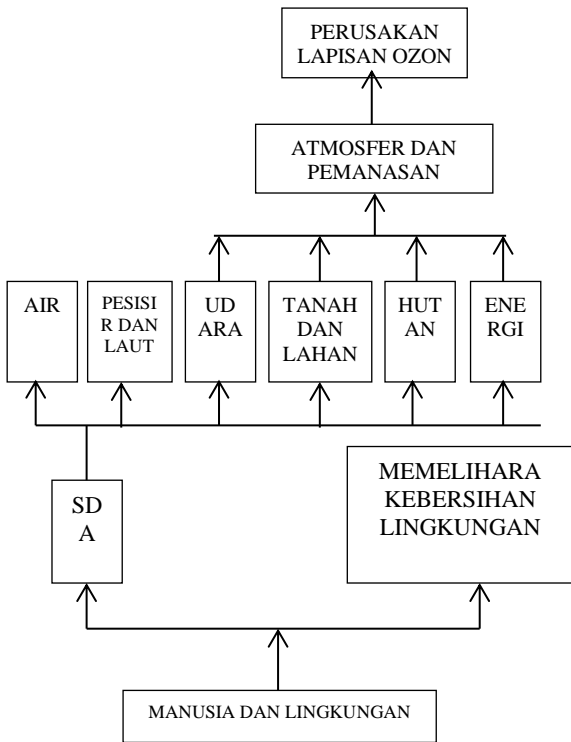 PERUSAKAN
LAPISAN OZON
ATMOSFER DAN
PEMANASAN
AIR
PESISI
R DAN
LAUT
UD
ARA
TANAH
DAN
LAHAN
HUT
AN
ENE
RGI
SD
A
MEMELIHARA
KEBERSIHAN
LINGKUNGAN
MANUSIA DAN LINGKUNGAN